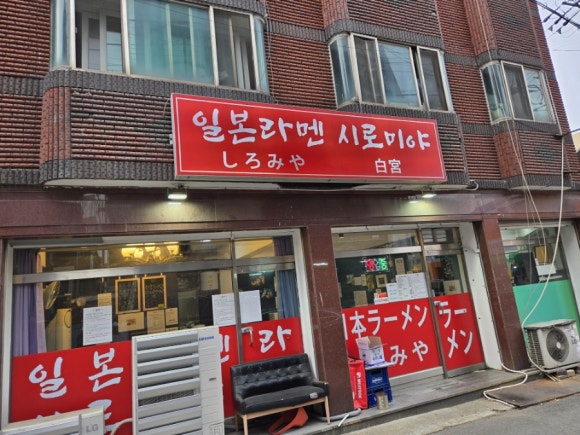 일본라멘 시로미야
しろみや 白宮
일본
라
本ラーメン
みや
ラー
メン
LG